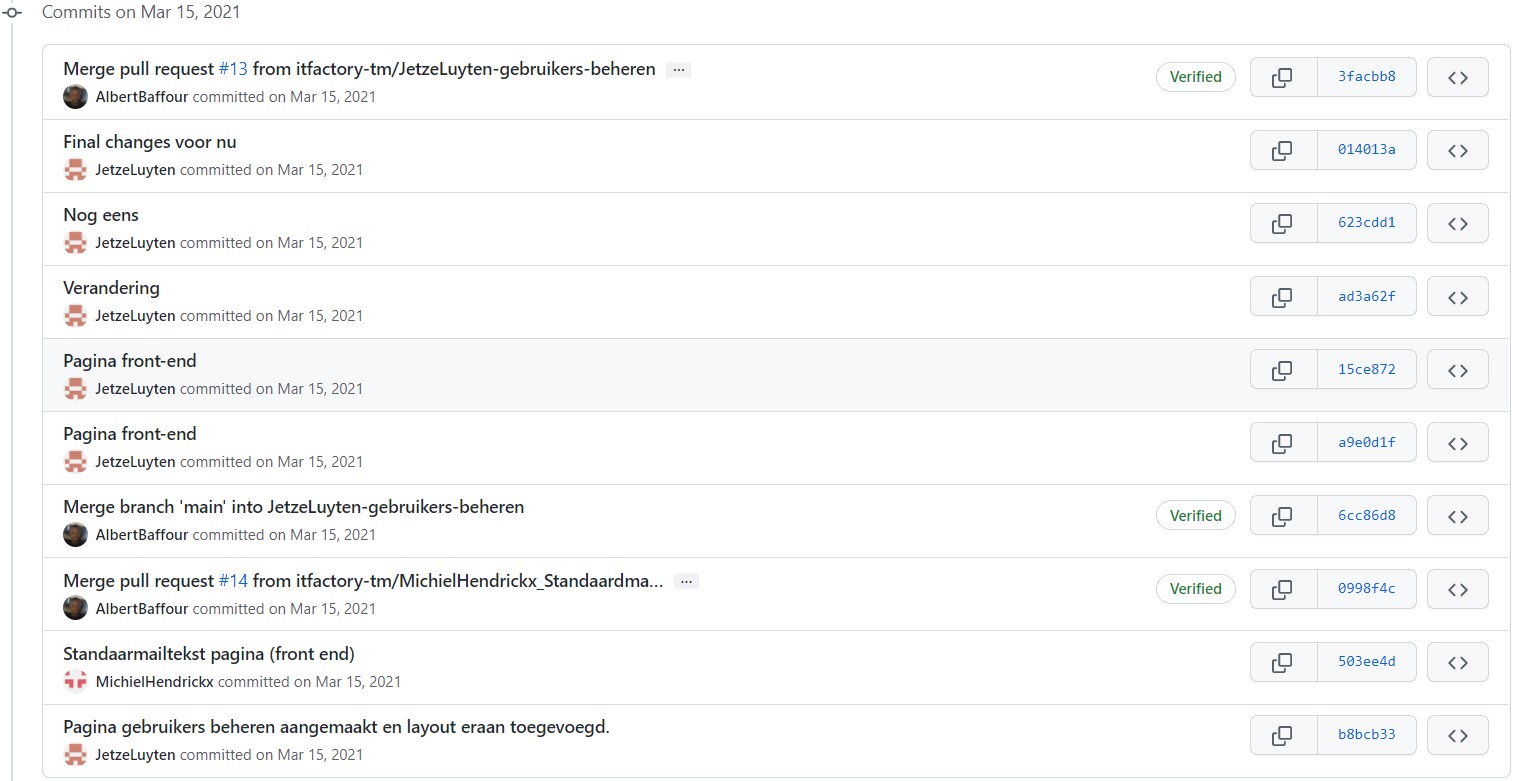 Commits on Mar 15, 2021
Merge pull request #13 from itfactory-tm/JetzeLuyten-gebruikers-beheren ...
Verified 3facbb8
AlbertBaffour committed on Mar 15, 2021
Final changes voor nu
014013a
JetzeLuyten committed on Mar 15, 2021
Nog eens
623cdd1
JetzeLuyten committed on Mar 15, 2021
Verandering
ad3a62f
JetzeLuyten committed on Mar 15, 2021
Pagina front-end
15ce872
JetzeLuyten committed on Mar 15, 2021
Pagina front-end
a9e0d1f
JetzeLuyten committed on Mar 15, 2021
Merge branch 'main' into JetzeLuyten-gebruikers-beheren
Verified 6cc86d8
AlbertBaffour committed on Mar 15, 2021
Merge pull request #14 from itfactory-tm/MichielHendrickx_Standaardma... ...
Verified 0998f4c
AlbertBaffour committed on Mar 15, 2021
Standaarmailtekst pagina (front end)
503ee4d
MichielHendrickx committed on Mar 15, 2021
Pagina gebruikers beheren aangemaakt en layout eraan toegevoegd.
b8bcb33
JetzeLuyten committed on Mar 15, 2021